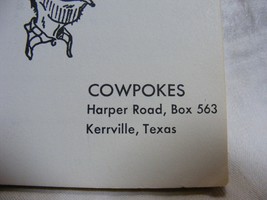 COWPOKES
Harper Road, Box 563
Kerrville, Texas